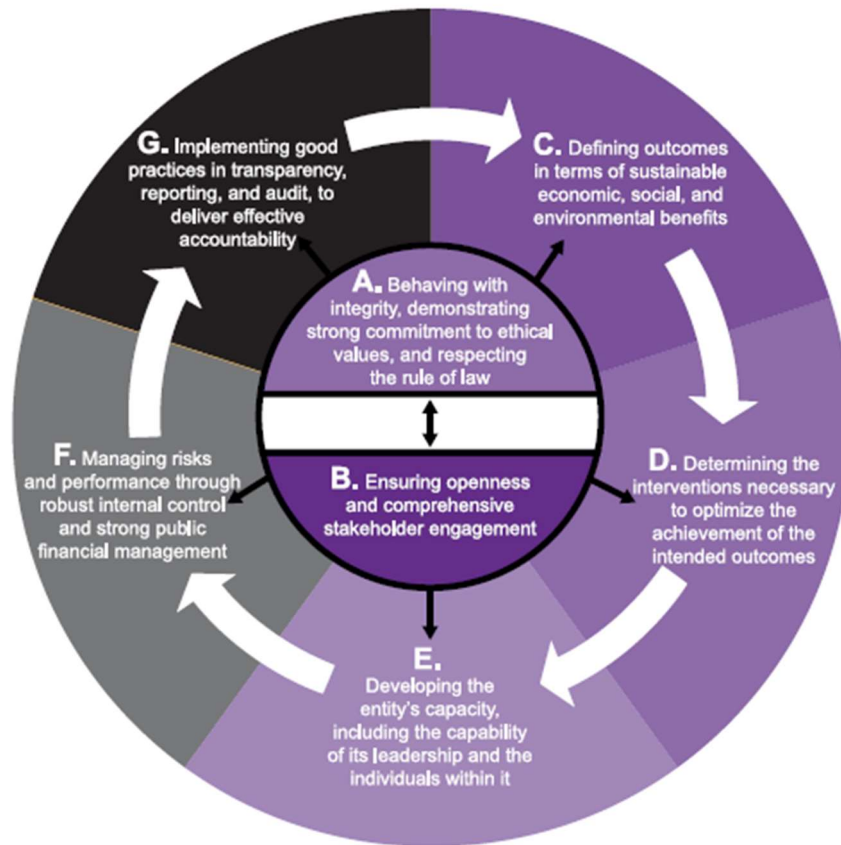 A. Behaving with
integrity, demonstrating
strong commitment to ethical
values, and respecting
the rule of law
B. Ensuring openness
and comprehensive
stakeholder engagement
C. Defining outcomes
in terms of sustainable
economic, social, and
environmental benefits
D. Determining the
interventions necessary
to optimize the
achievement of the
intended outcomes
E.
Developing the
entity's capacity,
including the capability
of its leadership and the
individuals within it
F. Managing risks
and performance through
robust internal control
and strong public
financial management
G. Implementing good
practices in transparency,
reporting, and audit, to
deliver effective
accountability